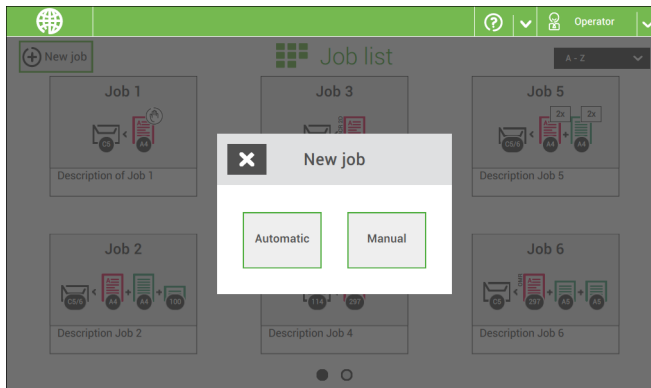 Operator
New job
Job list
A - Z
Job 1
Job 3
Job 5
2x
2x
C5
A4
C5/6
A4
A4
Description of Job 1
Description Job 5
New job
Automatic
Manual
Job 2
Job 6
C5/6
A4
A4
100
114
297
C5
297
A5
A5
Description Job 2
Description Job 4
Description Job 6